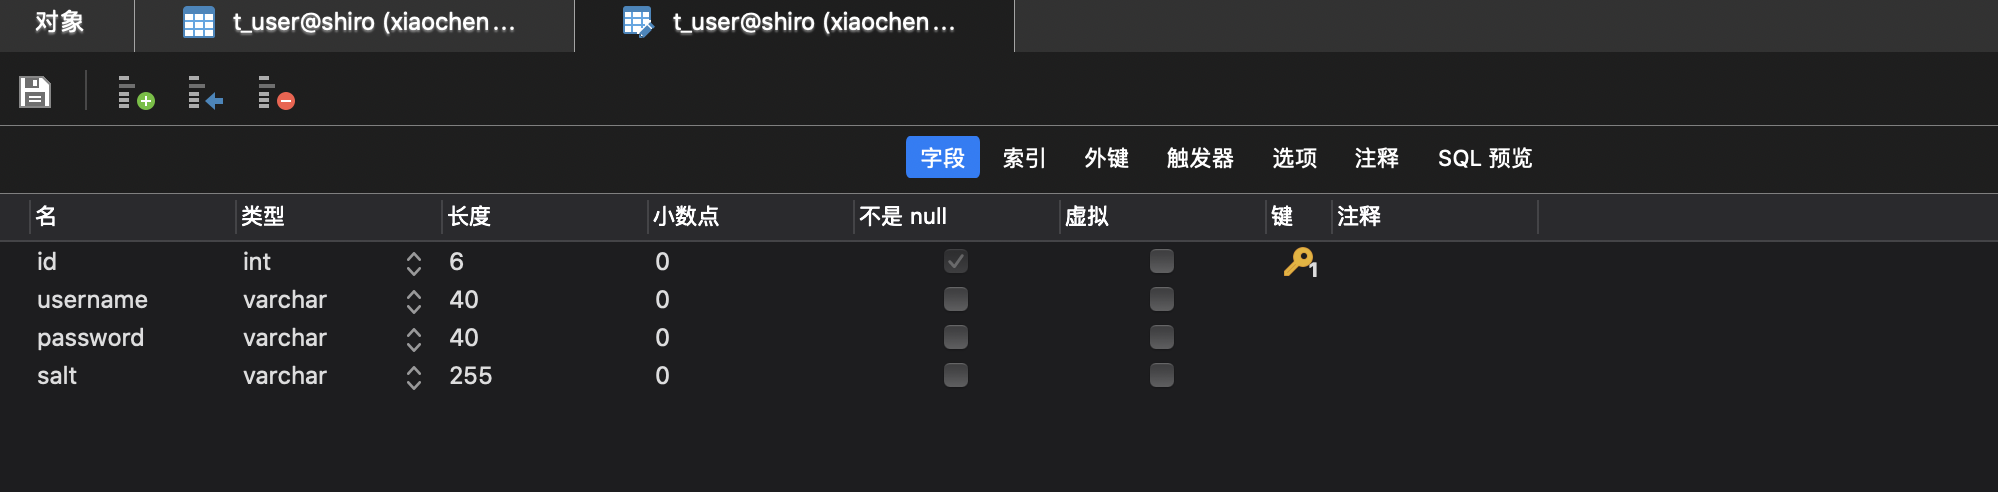 对象 t_user@shiro (xiaochen... t_user@shiro (xiaochen...
字段 索引 外键 触发器 选项 注释 SQL 预览
名 类型 长度 小数点 不是 null 虚拟 键 注释
id int 6 0 1
username varchar 40 0
password varchar 40 0
salt varchar 255 0